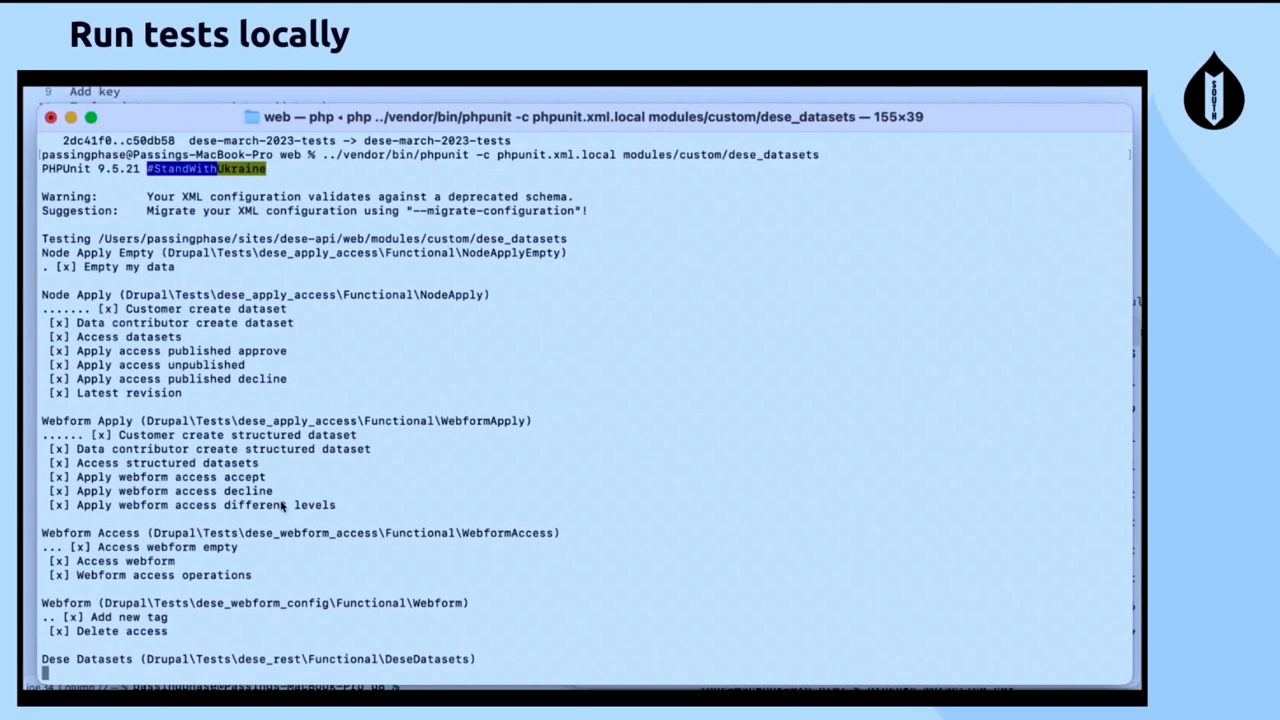 Run tests locally
9 Add key
SOUTH
web — php ◂ php ../vendor/bin/phpunit -c phpunit.xml.local modules/custom/dese_datasets — 155×39
2dc41f0..c50db58 dese-march-2023-tests -> dese-march-2023-tests
[passingphase@Passings-MacBook-Pro web % ../vendor/bin/phpunit -c phpunit.xml.local modules/custom/dese_datasets ]
PHPUnit 9.5.21 #StandWithUkraine
Warning: Your XML configuration validates against a deprecated schema.
Suggestion: Migrate your XML configuration using "--migrate-configuration"!
Testing /Users/passingphase/sites/dese-api/web/modules/custom/dese_datasets
Node Apply Empty (Drupal\Tests\dese_apply_access\Functional\NodeApplyEmpty)
. [x] Empty my data
Node Apply (Drupal\Tests\dese_apply_access\Functional\NodeApply)
....... [x] Customer create dataset
[x] Data contributor create dataset
[x] Access datasets
[x] Apply access published approve
[x] Apply access unpublished
[x] Apply access published decline
[x] Latest revision
Webform Apply (Drupal\Tests\dese_apply_access\Functional\WebformApply)
...... [x] Customer create structured dataset
[x] Data contributor create structured dataset
[x] Access structured datasets
[x] Apply webform access accept
[x] Apply webform access decline
[x] Apply webform access different levels
Webform Access (Drupal\Tests\dese_webform_access\Functional\WebformAccess)
... [x] Access webform empty
[x] Access webform
[x] Webform access operations
Webform (Drupal\Tests\dese_webform_config\Functional\Webform)
.. [x] Add new tag
[x] Delete access
Dese Datasets (Drupal\Tests\dese_rest\Functional\DeseDatasets)